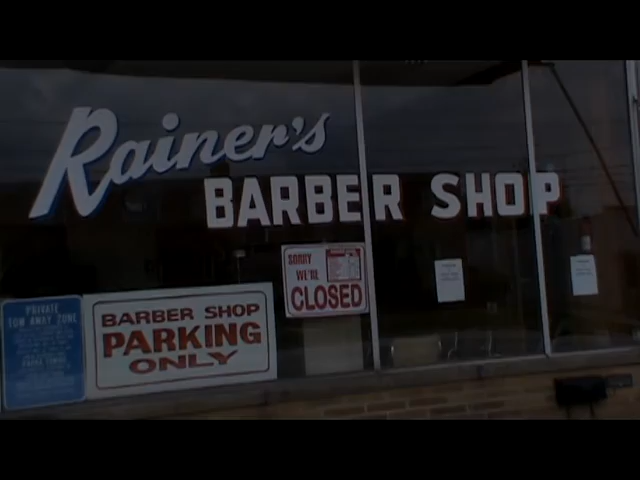 Rainer's
BARBER SHOP
SORRY
WE'RE
CLOSED
PRIVATE
TOW AWAY ZONE
BARBER SHOP
PARKING
ONLY